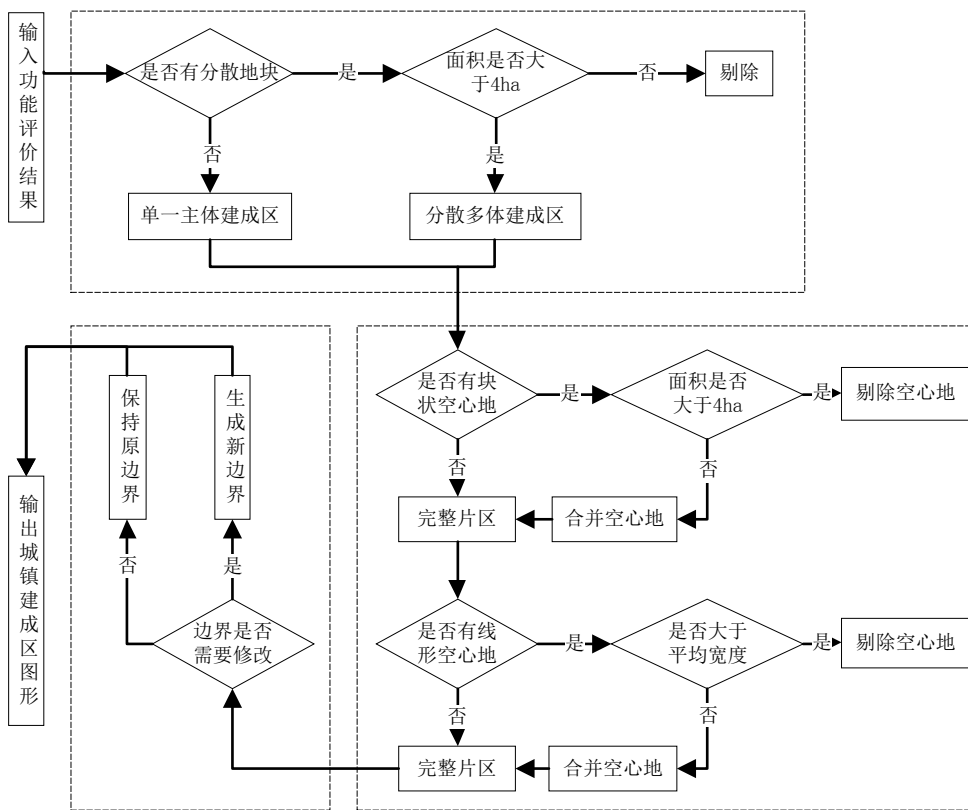 输入功能评价结果
是否有分散地块
是
面积是否大
于4ha
否
剔除
否
是
单一主体建成区
分散多体建成区
是否有块
状空心地
是
面积是否
大于4ha
是
剔除空心地
否
否
完整片区
合并空心地
是否有线
形空心地
是
是否大于
平均宽度
是
剔除空心地
否
否
完整片区
合并空心地
保持原边界
生成新边界
否
是
边界是否
需要修改
输出城镇建成区图形